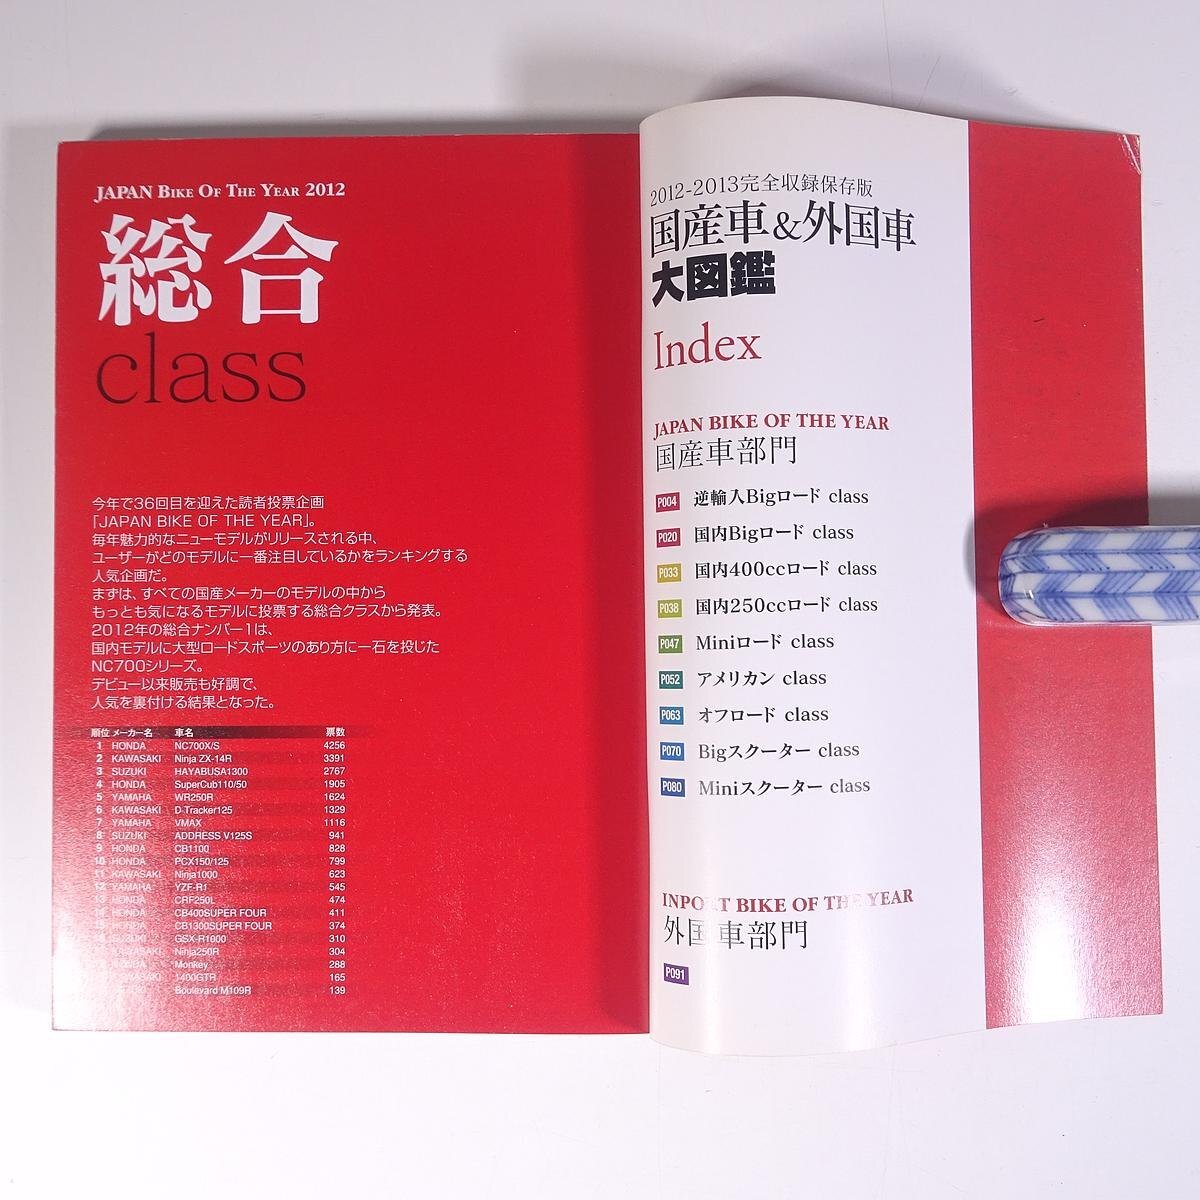 JAPAN BIKE OF THE YEAR 2012
総合
class
今年で36回目を迎えた読者投票企画
「JAPAN BIKE OF THE YEAR」。
毎年魅力的なニューモデルがリリースされる中、
ユーザーがどのモデルに一番注目しているかをランキングする
人気企画だ。
まずは、すべての国産メーカーのモデルの中から
もっとも気になるモデルに投票する総合クラスから発表。
2012年の総合ナンバー1は、
国内モデルに大型ロードスポーツのあり方に一石を投じた
NC700シリーズ。
デビュー以来販売も好調で、
人気を裏付ける結果となった。
順位 メーカー名 車名 票数
1 HONDA NC700X/S 4256
2 KAWASAKI Ninja ZX-14R 3391
3 SUZUKI HAYABUSA1300 2767
4 HONDA SuperCub110/50 1905
5 YAMAHA WR250R 1624
6 KAWASAKI D-Tracker125 1329
7 YAMAHA VMAX 1116
8 SUZUKI ADDRESS V125S 941
9 HONDA CB1100 828
10 HONDA PCX150/125 799
11 KAWASAKI Ninja1000 623
12 YAMAHA YZF-R1 545
13 HONDA CRF250L 474
14 HONDA CB400SUPER FOUR 411
15 HONDA CB1300SUPER FOUR 374
SUZUKI GSX-R1000 310
KAWASAKI Ninja250R 304
HONDA Monkey 288
KAWASAKI 1400GTR 165
Boulevard M109R 139
2012-2013完全収録保存版
国産車&外国車
大図鑑
Index
JAPAN BIKE OF THE YEAR
国産車部門
P004 逆輸入Bigロード class
P020 国内Bigロード class
P033 国内400ccロード class
P038 国内250ccロード class
P047 Miniロード class
P052 アメリカン class
P063 オフロード class
P070 Bigスクーター class
P080 Miniスクーター class
INPORT BIKE OF THE YEAR
外国車部門
P091